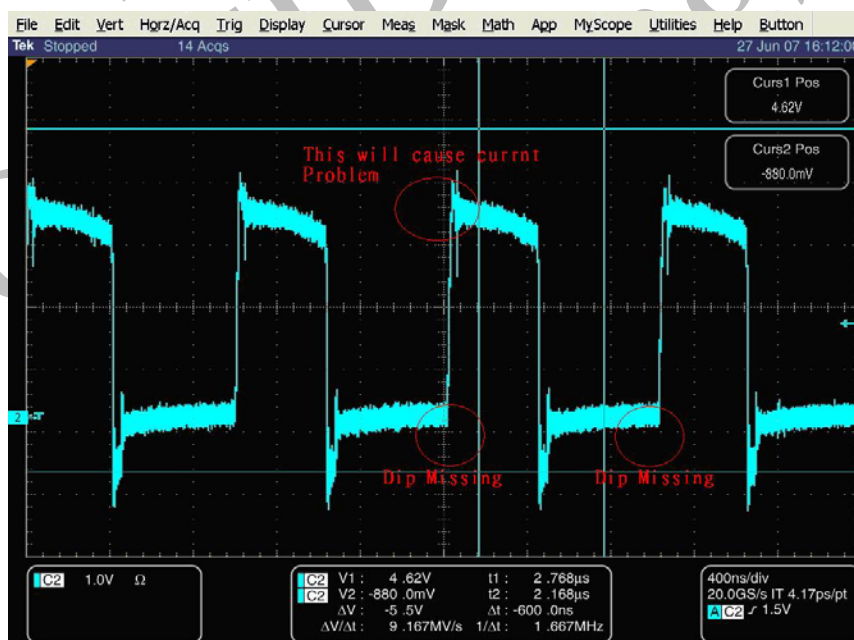 File Edit Vert Horz/Acq Trig Display Cursor Meas Mask Math App MyScope Utilities Help Button
Tek Stopped 14 Acqs 27 Jun 07 16:12:00
Curs1 Pos
4.62V
Curs2 Pos
-880.0mV
This will cause currnt
Problem
2
Dip Missing Dip Missing
C2 1.0V Ω
C2 V1 : 4.62V t1 : 2.768µs
C2 V2 : -880.0mV t2 : 2.168µs
ΔV : -5.5V Δt : -600.0ns
ΔV/Δt : 9.167MV/s 1/Δt : 1.667MHz
400ns/div
20.0GS/s IT 4.17ps/pt
A C2 ∫ 1.5V